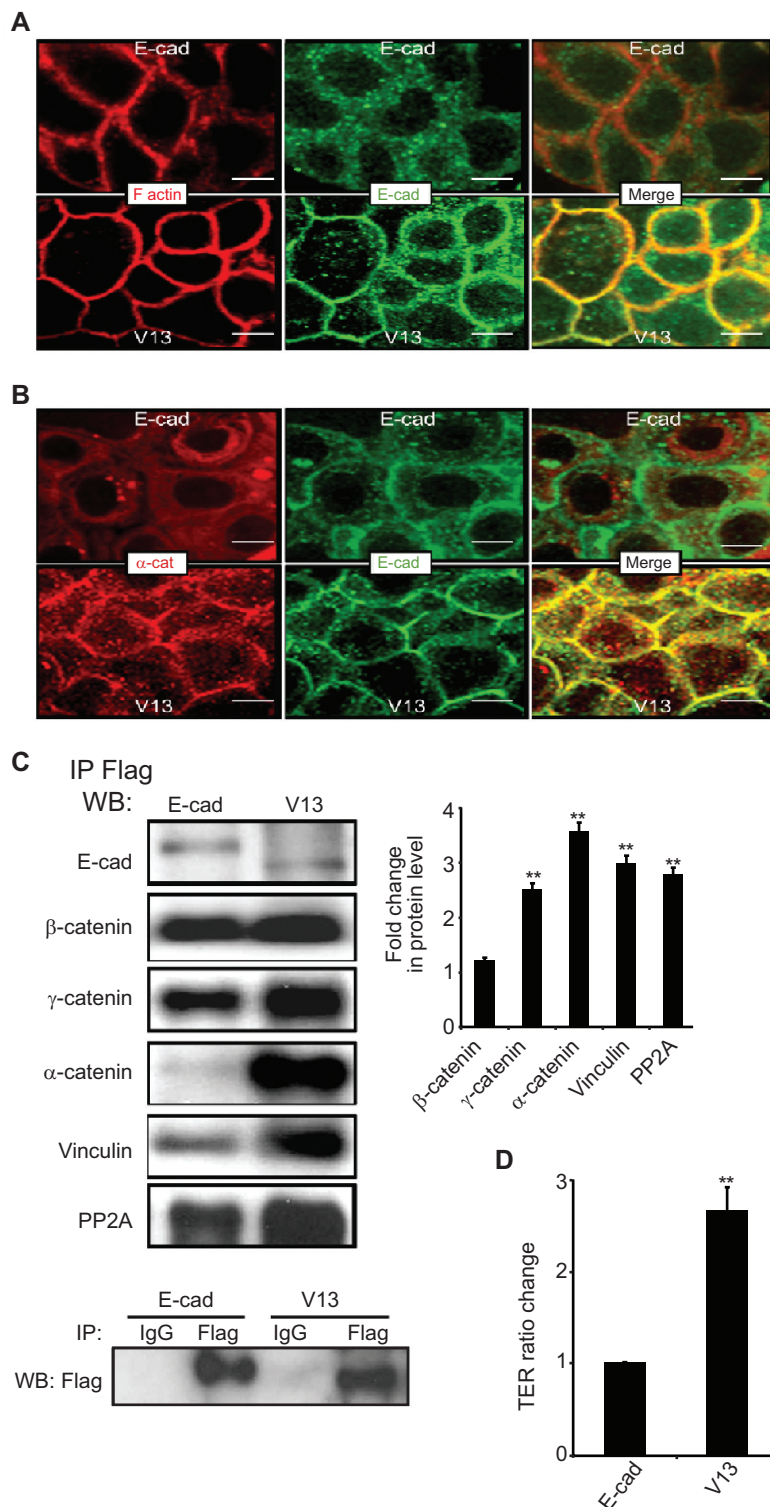 A
E-cad
E-cad
E-cad
F actin
E-cad
Merge
V13
V13
V13
B
E-cad
E-cad
E-cad
α-cat
E-cad
Merge
V13
V13
V13
C
IP Flag
WB:
E-cad
V13
E-cad
β-catenin
γ-catenin
α-catenin
Vinculin
PP2A
Fold change
in protein level
4
3
2
1
0
**
**
**
**
β-catenin
γ-catenin
α-catenin
Vinculin
PP2A
E-cad
V13
IP:
IgG
Flag
IgG
Flag
WB: Flag
D
TER ratio change
3
2
1
0
**
E-cad
V13